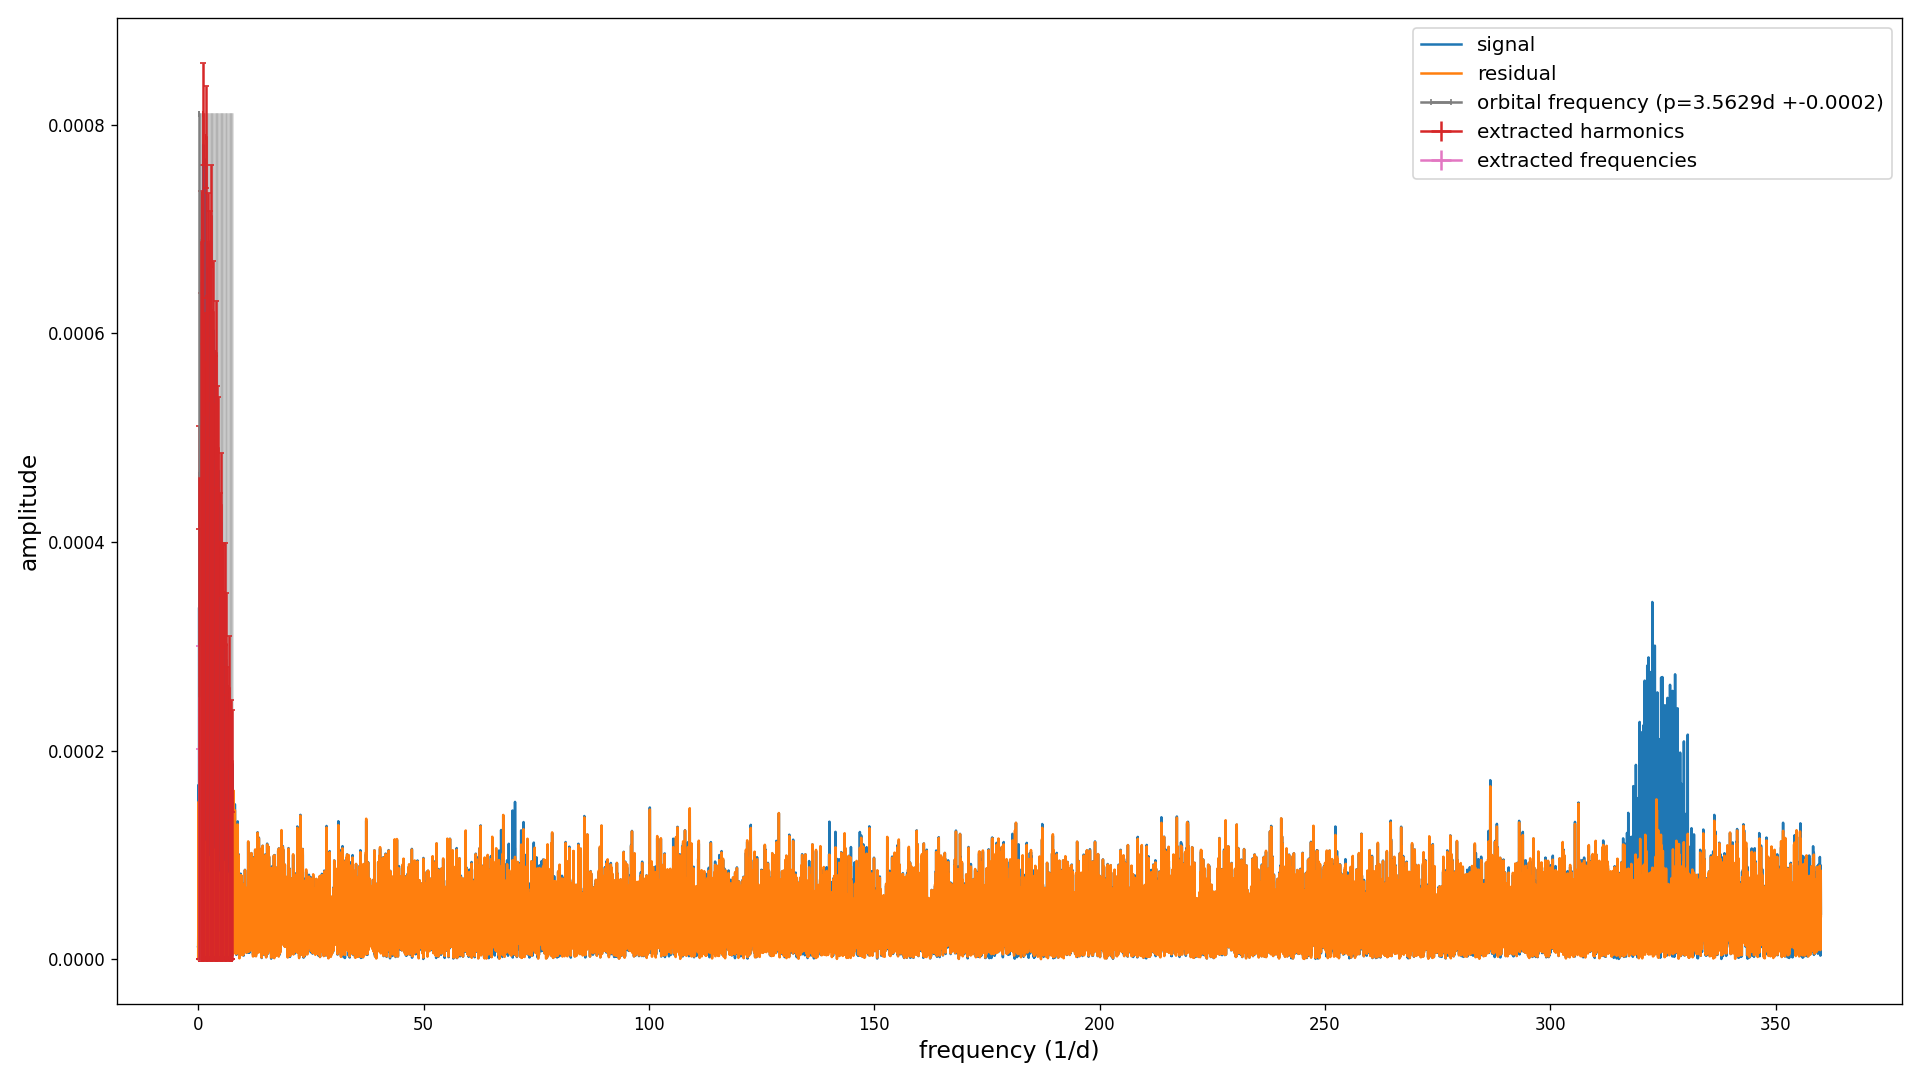 signal
residual
orbital frequency (p=3.5629d +-0.0002)
extracted harmonics
extracted frequencies
amplitude
0.0008
0.0006
0.0004
0.0002
0.0000
0 50 100 150 200 250 300 350
frequency (1/d)